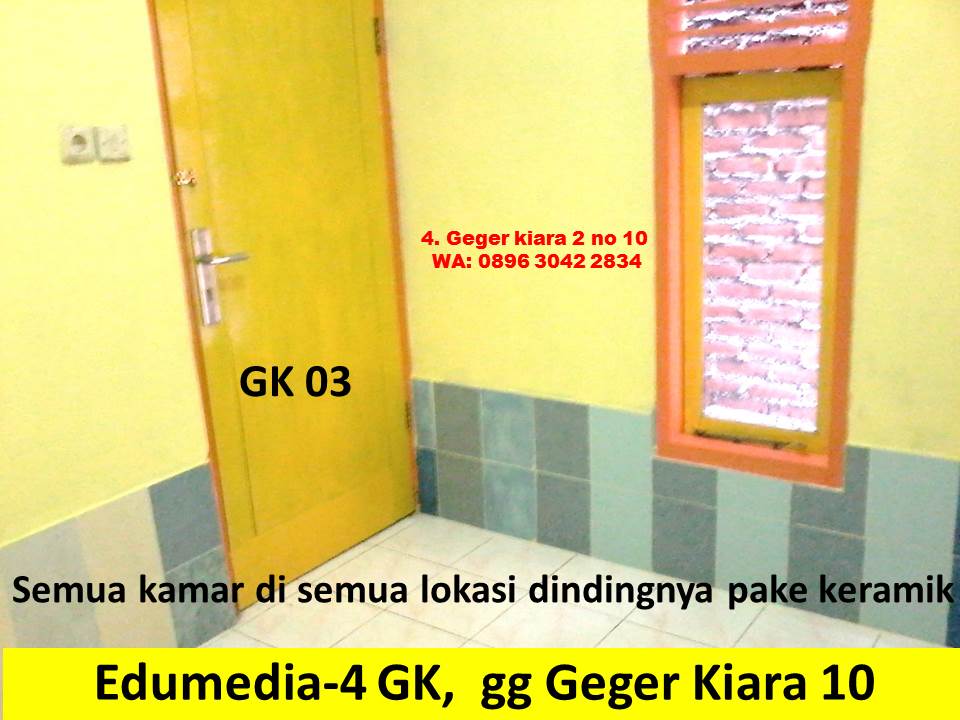 4. Geger kiara 2 no 10
WA: 0896 3042 2834
GK 03
Semua kamar di semua lokasi dindingnya pake keramik
Edumedia-4 GK, gg Geger Kiara 10